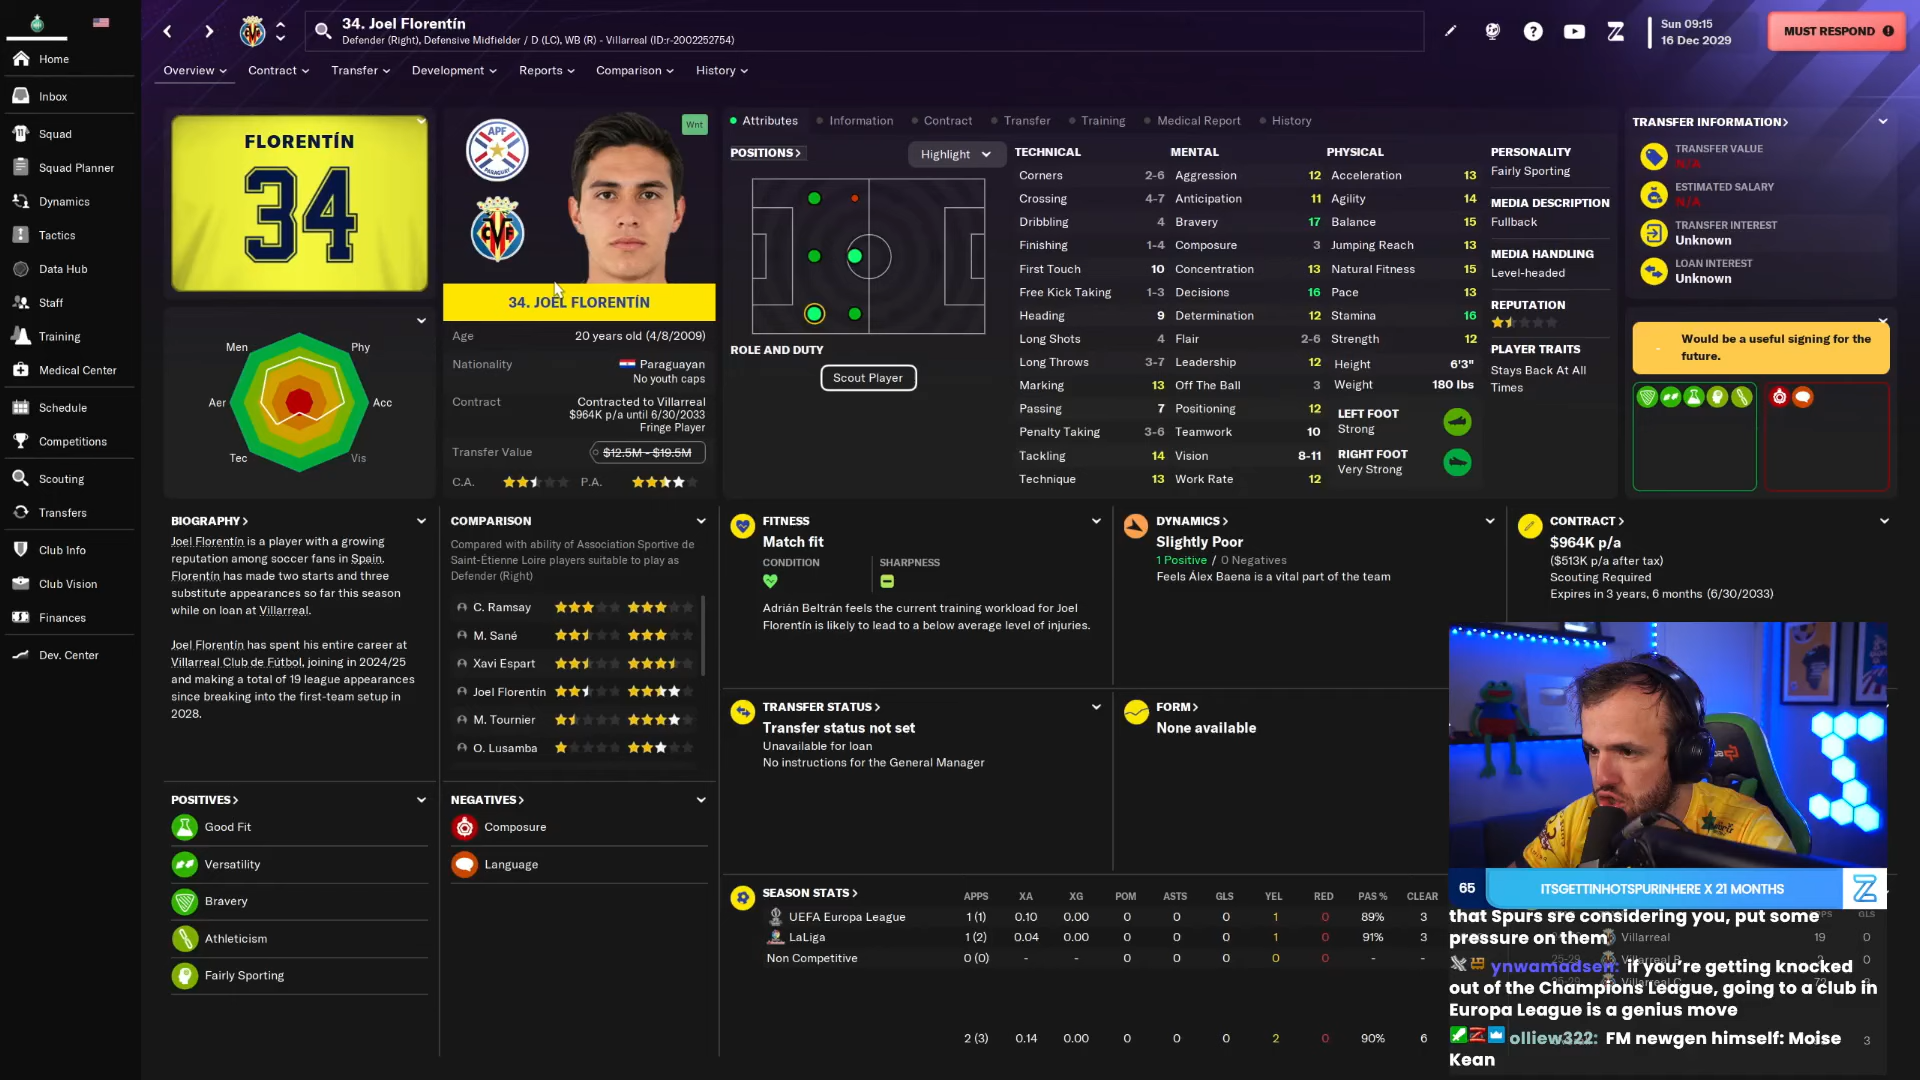 34. Joel Florentín
Defender (Right), Defensive Midfielder / D (LC), WB (R) - Villarreal (ID:r-2002252754)
Sun 09:15
16 Dec 2029
MUST RESPOND
Overview
Contract
Transfer
Development
Reports
Comparison
History
Home
Inbox
Squad
Squad Planner
Dynamics
Tactics
Data Hub
Staff
Training
Medical Center
Schedule
Competitions
Scouting
Transfers
Club Info
Club Vision
Finances
Dev. Center
FLORENTÍN
34
Men
Phy
Aer
Acc
Tec
Vis
APF
PARAGUAY
Wnt
34. JOEL FLORENTÍN
Age 20 years old (4/8/2009)
Nationality Paraguayan
No youth caps
Contract Contracted to Villarreal
$964K p/a until 6/30/2033
Fringe Player
Transfer Value $12.5M - $19.5M
C.A. P.A.
Attributes
Information
Contract
Transfer
Training
Medical Report
History
POSITIONS>
Highlight
ROLE AND DUTY
Scout Player
TECHNICAL
Corners 2-6
Crossing 4-7
Dribbling 4
Finishing 1-4
First Touch 10
Free Kick Taking 1-3
Heading 9
Long Shots 4
Long Throws 3-7
Marking 13
Passing 7
Penalty Taking 3-6
Tackling 14
Technique 13
MENTAL
Aggression 12
Anticipation 11
Bravery 17
Composure 3
Concentration 13
Decisions 16
Determination 12
Flair 2-6
Leadership 12
Off The Ball 3
Positioning 12
Teamwork 10
Vision 8-11
Work Rate 12
PHYSICAL
Acceleration 13
Agility 14
Balance 15
Jumping Reach 13
Natural Fitness 15
Pace 13
Stamina 16
Strength 12
Height 6'3"
Weight 180 lbs
LEFT FOOT
Strong
RIGHT FOOT
Very Strong
PERSONALITY
Fairly Sporting
MEDIA DESCRIPTION
Fullback
MEDIA HANDLING
Level-headed
REPUTATION
PLAYER TRAITS
Stays Back At All
Times
TRANSFER INFORMATION>
TRANSFER VALUE
N/A
ESTIMATED SALARY
N/A
TRANSFER INTEREST
Unknown
LOAN INTEREST
Unknown
Would be a useful signing for the
future.
BIOGRAPHY>
Joel Florentín is a player with a growing
reputation among soccer fans in Spain.
Florentín has made two starts and three
substitute appearances so far this season
while on loan at Villarreal.
Joel Florentín has spent his entire career at
Villarreal Club de Fútbol, joining in 2024/25
and making a total of 19 league appearances
since breaking into the first-team setup in
2028.
COMPARISON
Compared with ability of Association Sportive de
Saint-Étienne Loire players suitable to play as
Defender (Right)
C. Ramsay
M. Sané
Xavi Espart
Joel Florentín
M. Tournier
O. Lusamba
FITNESS
Match fit
CONDITION
SHARPNESS
Adrián Beltrán feels the current training workload for Joel
Florentín is likely to lead to a below average level of injuries.
DYNAMICS>
Slightly Poor
1 Positive / 0 Negatives
Feels Álex Baena is a vital part of the team
CONTRACT>
$964K p/a
($513K p/a after tax)
Scouting Required
Expires in 3 years, 6 months (6/30/2033)
TRANSFER STATUS>
Transfer status not set
Unavailable for loan
No instructions for the General Manager
FORM>
None available
POSITIVES>
Good Fit
Versatility
Bravery
Athleticism
Fairly Sporting
NEGATIVES>
Composure
Language
SEASON STATS>
APPS XA XG POM ASTS GLS YEL RED PAS % CLEAR
UEFA Europa League 1 (1) 0.10 0.00 0 0 0 1 0 89% 3
LaLiga 1 (2) 0.04 0.00 0 0 0 1 0 91% 3
Non Competitive 0 (0) - - 0 0 0 0 0 - -
2 (3) 0.14 0.00 0 0 0 2 0 90% 6
65
ITSGETTINHOTSPURINHERE X 21 MONTHS
that Spurs are considering you, put some
pressure on them
Villarreal 19 0
ynwamadsen: if you're getting knocked
out of the Champions League, going to a club in
Europa League is a genius move
olliew322: FM newgen himself: Moise
Kean
3